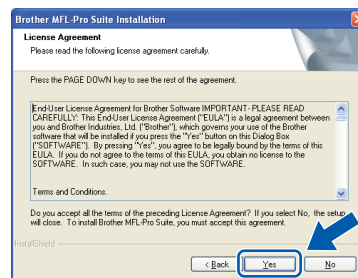 Brother MFL-Pro Suite Installation
License Agreement
Please read the following license agreement carefully.
Press the PAGE DOWN key to see the rest of the agreement.
End-User License Agreement for Brother Software IMPORTANT- PLEASE READ
CAREFULLY: This End-User License Agreement ("EULA") is a legal agreement between
you and Brother Industries, Ltd. ("Brother"), which governs your use of the Brother
software that will be installed if you press the "Yes" button on this Dialog Box
("SOFTWARE"). By pressing "Yes", you agree to be legally bound by the terms of this
EULA. If you do not agree to the terms of this EULA, you obtain no license to the
SOFTWARE. In such case, you may not use the SOFTWARE.
Terms and Conditions.
Do you accept all the terms of the preceding License Agreement? If you select No, the setup
will close. To install Brother MFL-Pro Suite, you must accept this agreement.
InstallShield
< Back
Yes
No